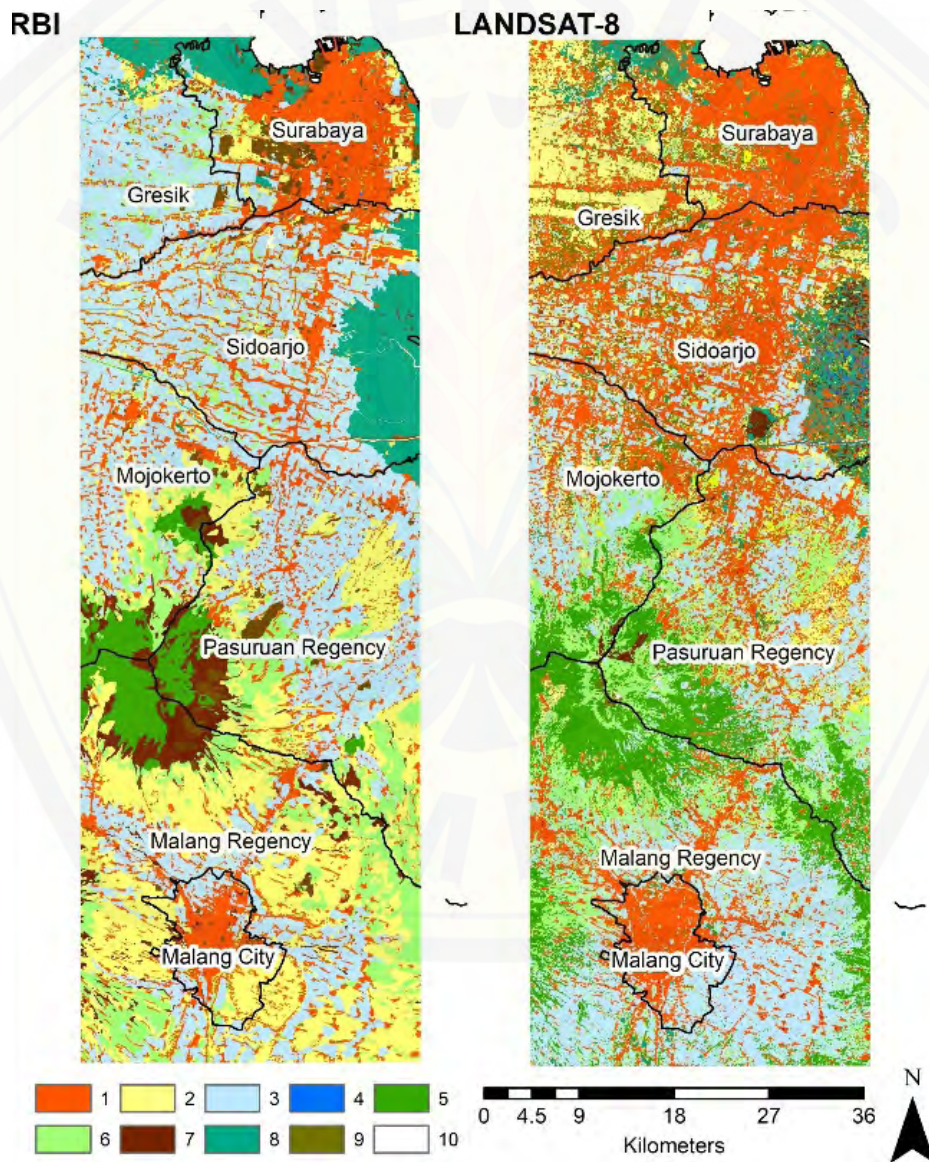 RBI
LANDSAT-8
Surabaya
Gresik
Sidoarjo
Mojokerto
Pasuruan Regency
Malang Regency
Malang City
Surabaya
Gresik
Sidoarjo
Mojokerto
Pasuruan Regency
Malang Regency
Malang City
1 2 3 4 5
6 7 8 9 10
0 4.5 9 18 27 36
Kilometers
N